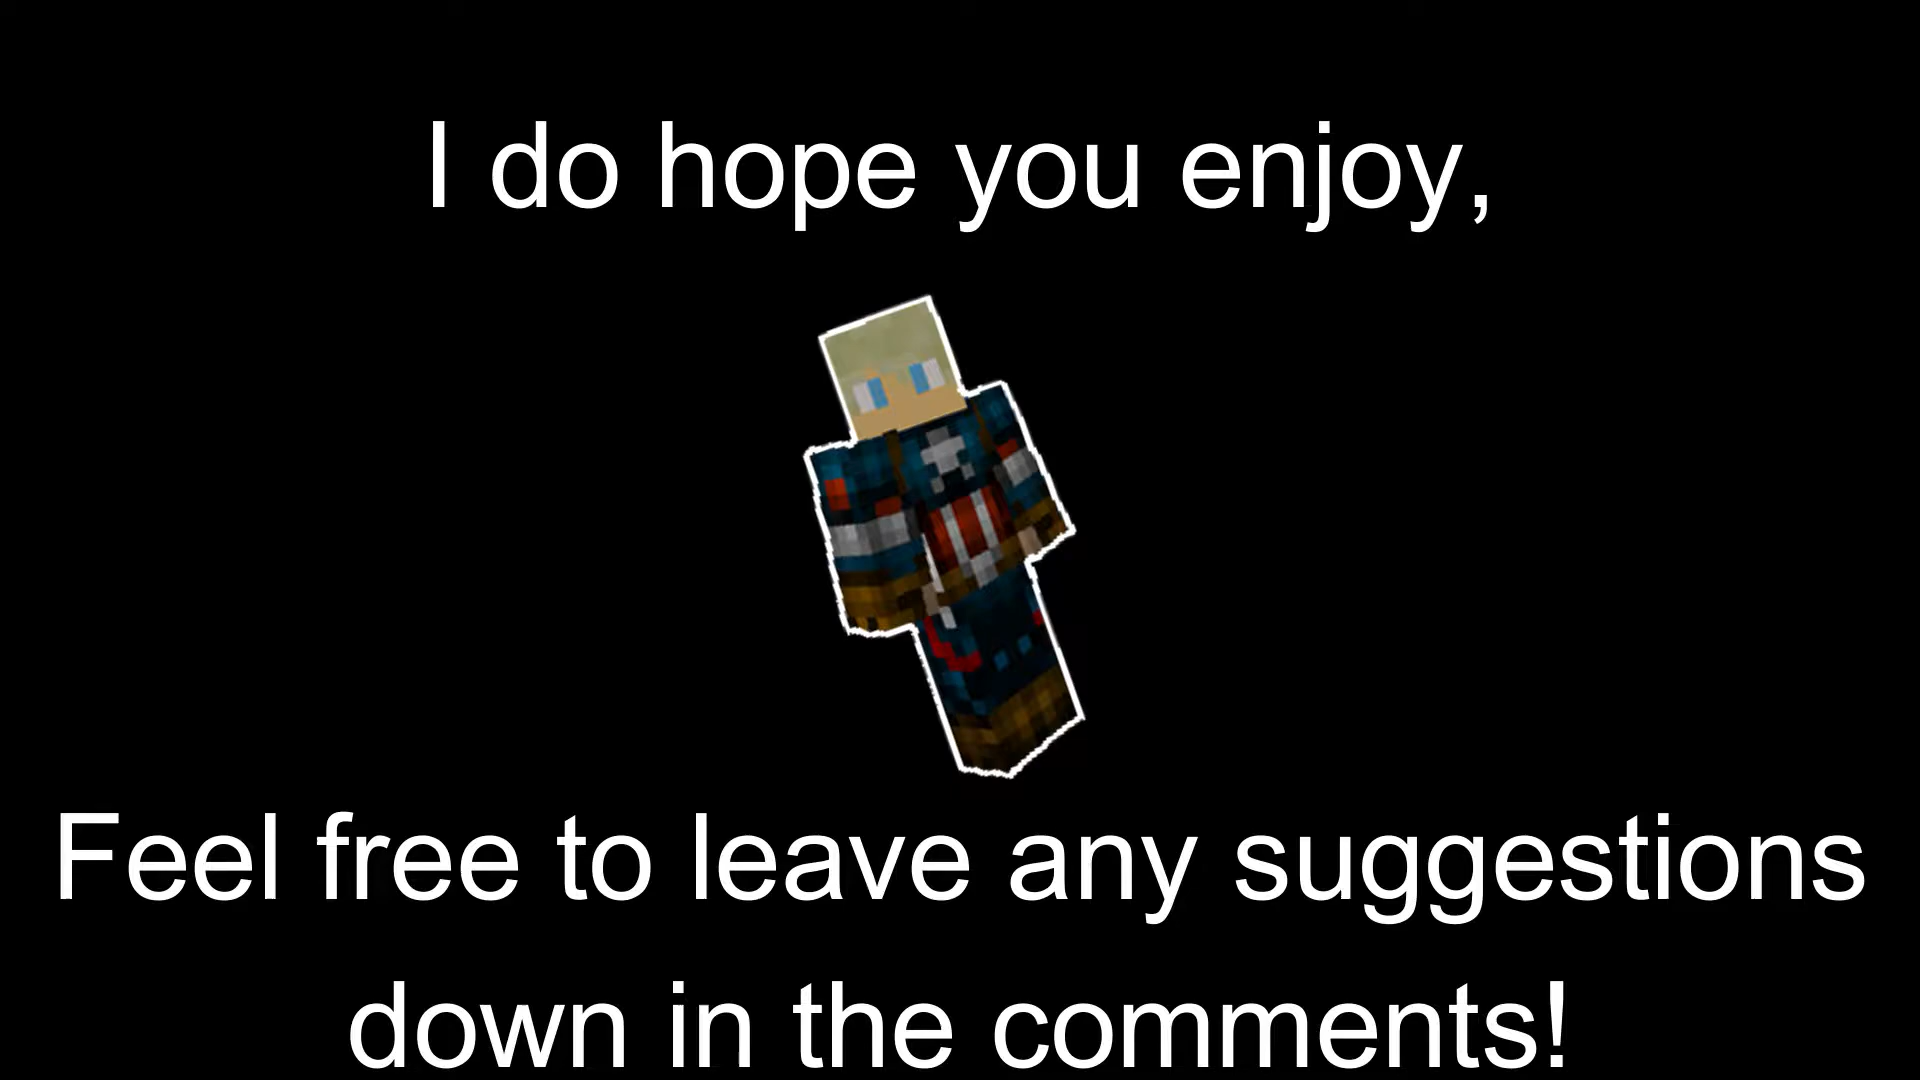 I do hope you enjoy,
Feel free to leave any suggestions
down in the comments!